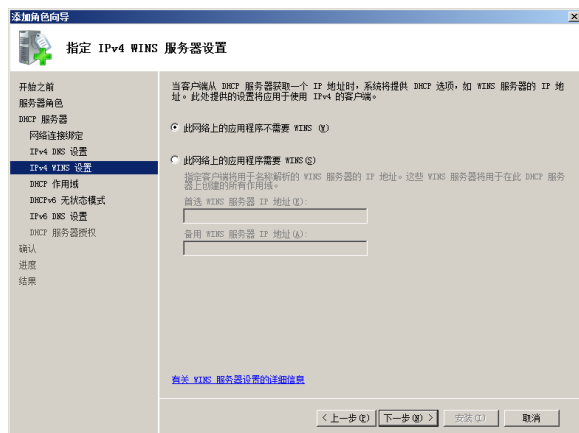 添加角色向导
指定 IPv4 WINS 服务器设置
开始之前
服务器角色
DHCP 服务器
网络连接绑定
IPv4 DNS 设置
IPv4 WINS 设置
DHCP 作用域
DHCPv6 无状态模式
IPv6 DNS 设置
DHCP 服务器授权
确认
进度
结果
当客户端从 DHCP 服务器获取一个 IP 地址时，系统将提供 DHCP 选项，如 WINS 服务器的 IP 地
址。此处提供的设置将应用于使用 IPv4 的客户端。
此网络上的应用程序不需要 WINS (W)
此网络上的应用程序需要 WINS(S)
指定客户端将用于名称解析的 WINS 服务器的 IP 地址。这些 WINS 服务器将用于在此 DHCP 服务
器上创建的所有作用域。
首选 WINS 服务器 IP 地址(E):
备用 WINS 服务器 IP 地址(A):
有关 WINS 服务器设置的详细信息
< 上一步(P)
下一步(N) >
安装(I)
取消